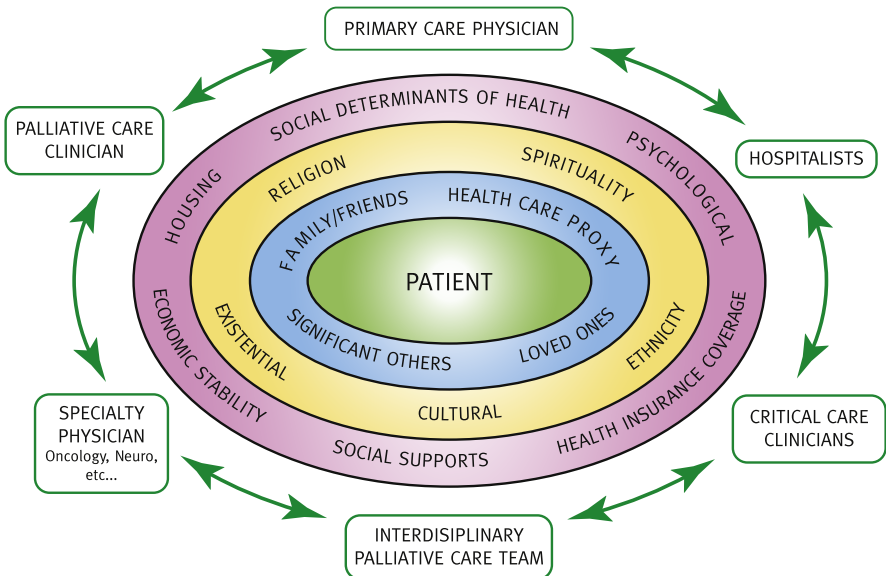 PRIMARY CARE PHYSICIAN
PALLIATIVE CARE
CLINICIAN
HOSPITALISTS
SPECIALTY
PHYSICIAN
Oncology, Neuro,
etc...
CRITICAL CARE
CLINICIANS
INTERDISIPLINARY
PALLIATIVE CARE TEAM
SOCIAL DETERMINANTS OF HEALTH
PSYCHOLOGICAL
HOUSING
ECONOMIC STABILITY
SOCIAL SUPPORTS
HEALTH INSURANCE COVERAGE
RELIGION
SPIRITUALITY
EXISTENTIAL
CULTURAL
ETHNICITY
FAMILY/FRIENDS
HEALTH CARE PROXY
SIGNIFICANT OTHERS
LOVED ONES
PATIENT